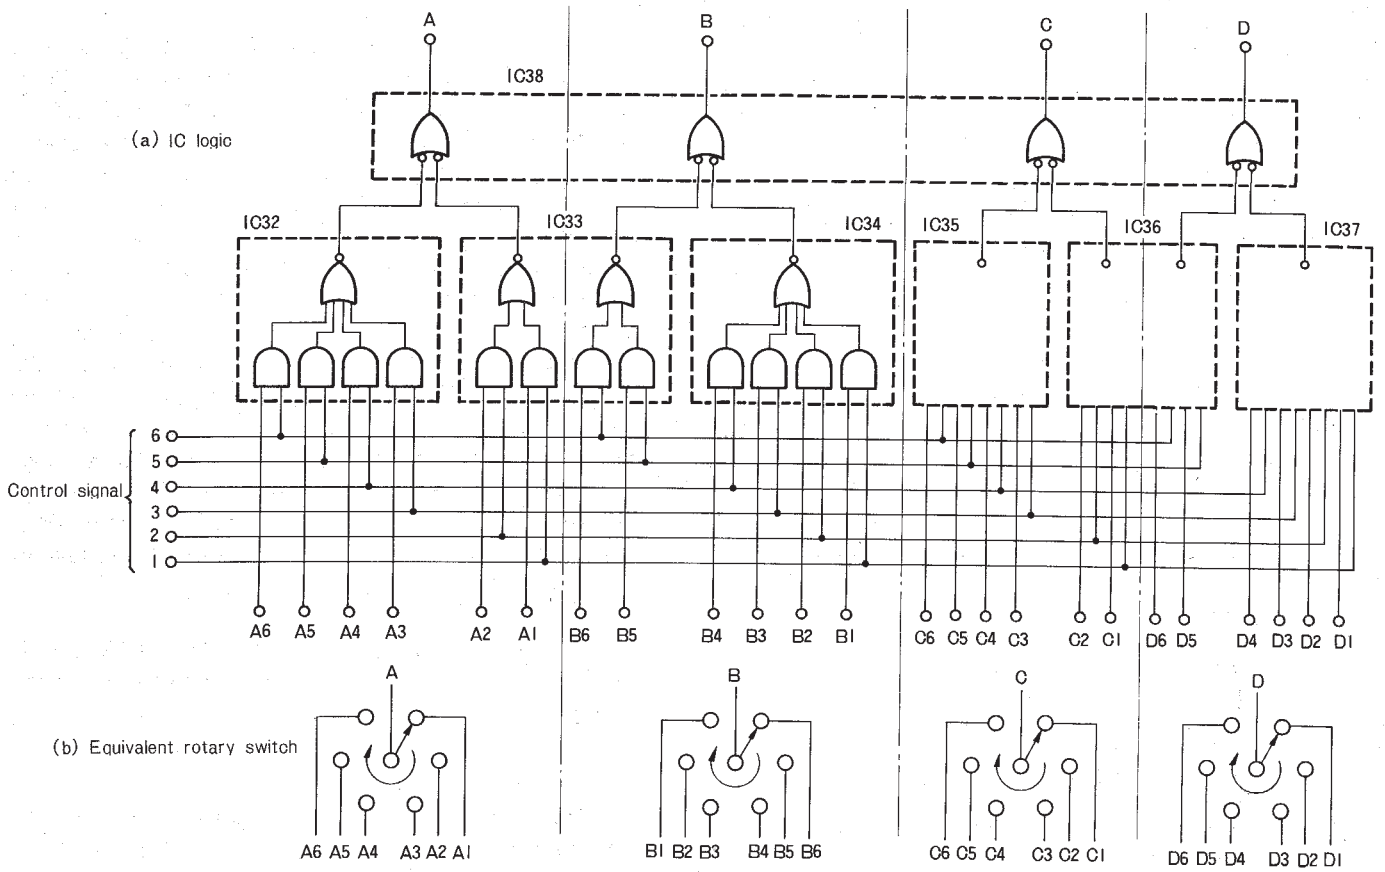 A B C D
IC38
(a) IC logic
IC32 IC33 IC34 IC35 IC36 IC37
6
5
Control signal 4
3
2
1
A6 A5 A4 A3 A2 A1 B6 B5 B4 B3 B2 B1 C6 C5 C4 C3 C2 C1 D6 D5 D4 D3 D2 D1
A B C D
(b) Equivalent rotary switch
A6 A5 A4 A3 A2 A1 B1 B2 B3 B4 B5 B6 C6 C5 C4 C3 C2 C1 D6 D5 D4 D3 D2 D1